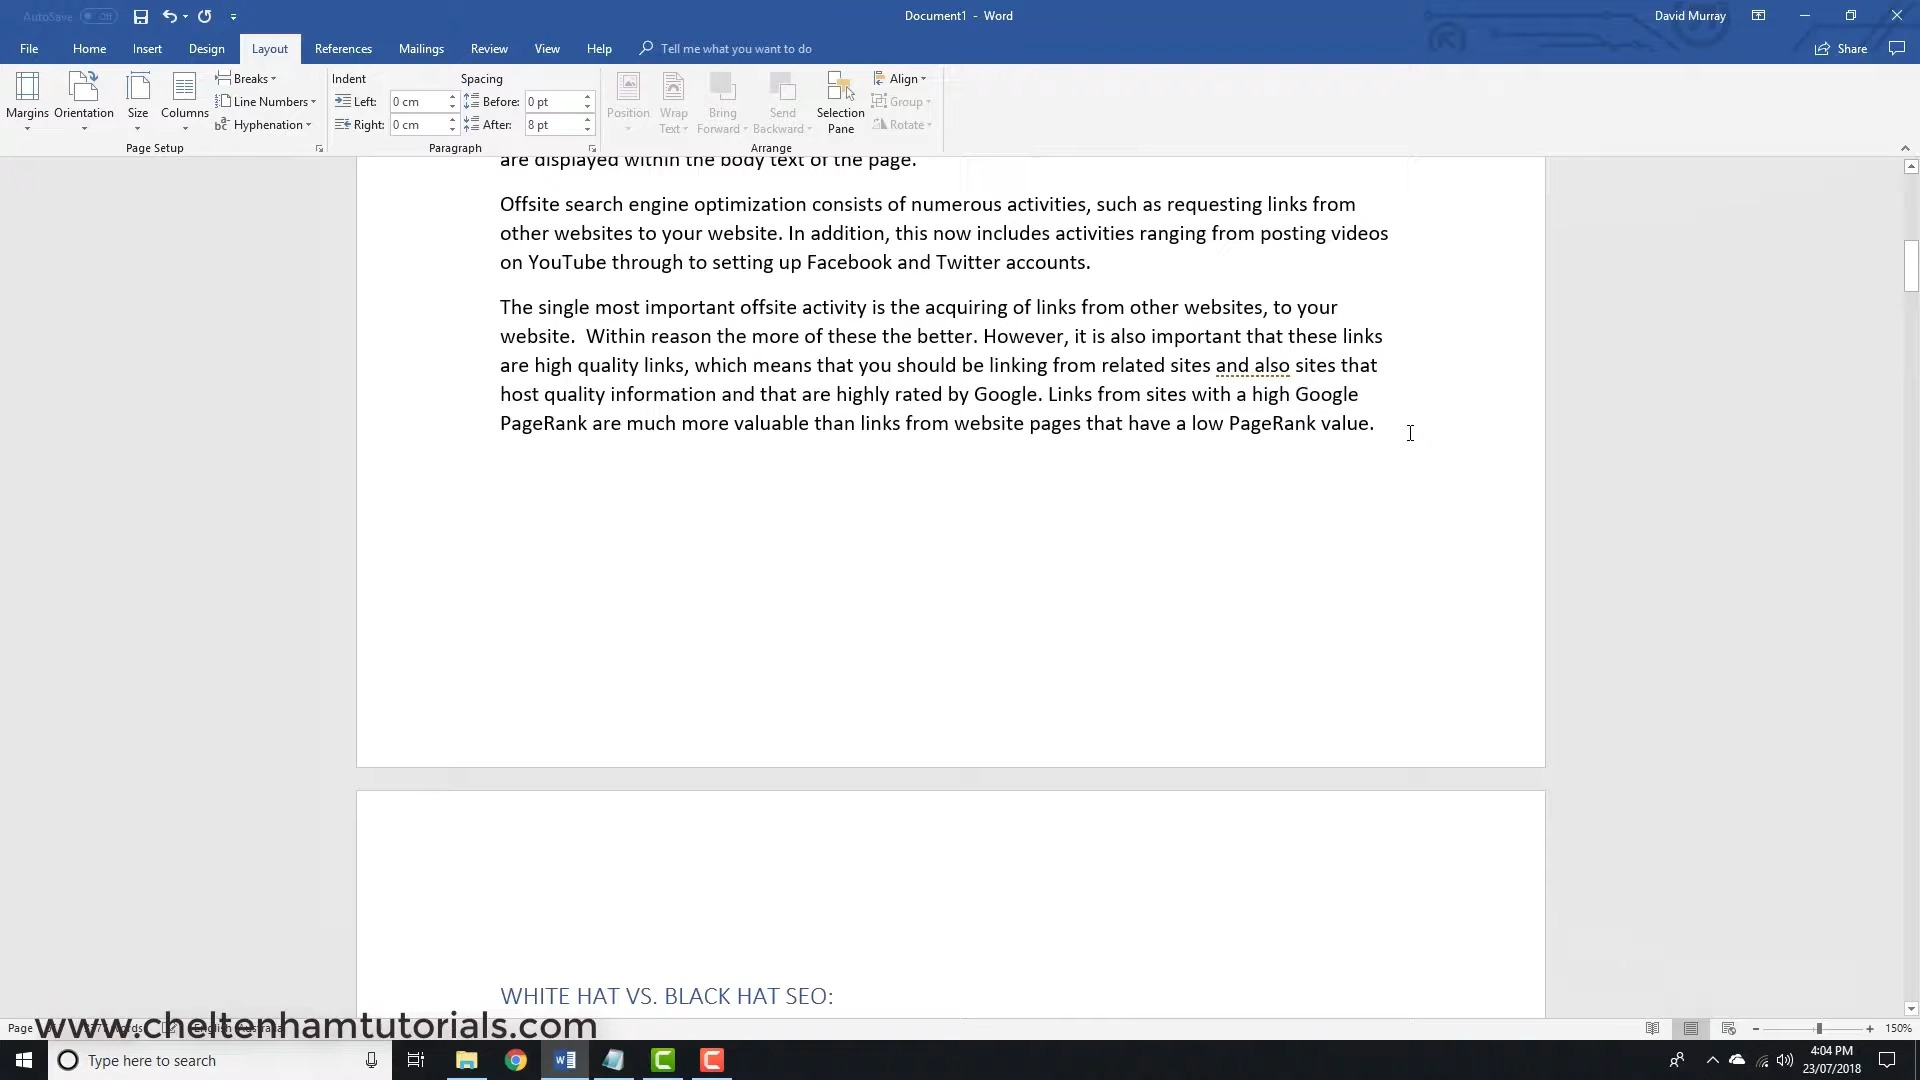 AutoSave Off
Document1 - Word
David Murray
File Home Insert Design Layout References Mailings Review View Help Tell me what you want to do Share
Margins
Orientation
Size
Columns
Breaks
Line Numbers
Hyphenation
Page Setup
Indent
Left: 0 cm
Right: 0 cm
Spacing
Before: 0 pt
After: 8 pt
Paragraph
Position
Wrap Text
Bring Forward
Send Backward
Selection Pane
Align
Group
Rotate
Arrange
are displayed within the body text of the page.
Offsite search engine optimization consists of numerous activities, such as requesting links from
other websites to your website. In addition, this now includes activities ranging from posting videos
on YouTube through to setting up Facebook and Twitter accounts.
The single most important offsite activity is the acquiring of links from other websites, to your
website.  Within reason the more of these the better. However, it is also important that these links
are high quality links, which means that you should be linking from related sites and also sites that
host quality information and that are highly rated by Google. Links from sites with a high Google
PageRank are much more valuable than links from website pages that have a low PageRank value.
WHITE HAT VS. BLACK HAT SEO:
www.cheltenhamtutorials.com
Page
150%
Type here to search
4:04 PM
23/07/2018